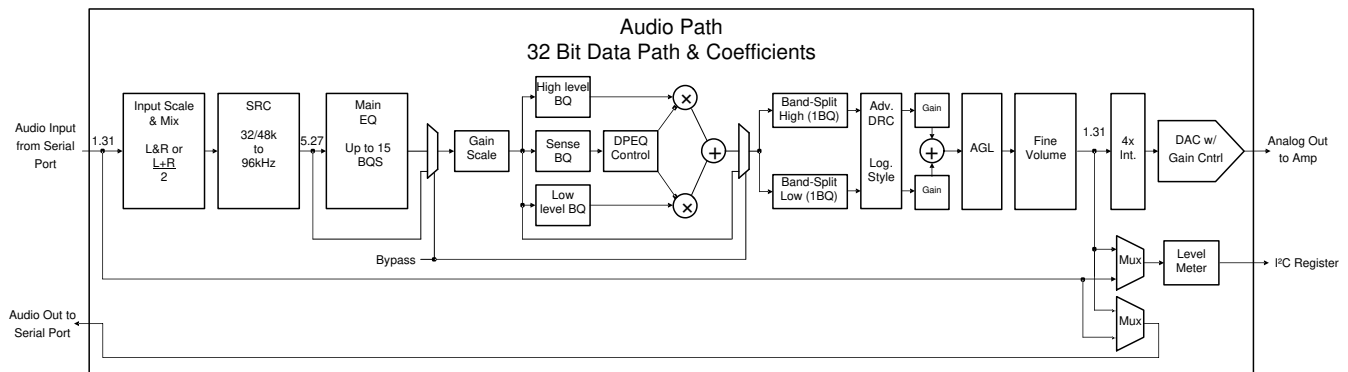 Audio Path
32 Bit Data Path & Coefficients
Audio Input
from Serial
Port
1.31
Input Scale
& Mix
L&R or
L+R
2
SRC
32/48k
to
96kHz
5.27
Main
EQ
Up to 15
BQS
Gain
Scale
High level
BQ
Sense
BQ
Low
level BQ
DPEQ
Control
×
×
+
Band-Split
High (1BQ)
Band-Split
Low (1BQ)
Adv.
DRC
Log.
Style
Gain
+
Gain
AGL
Fine
Volume
1.31
4x
Int.
DAC w/
Gain Cntrl
Analog Out
to Amp
Bypass
Mux
Level
Meter
I²C Register
Audio Out to
Serial Port
Mux